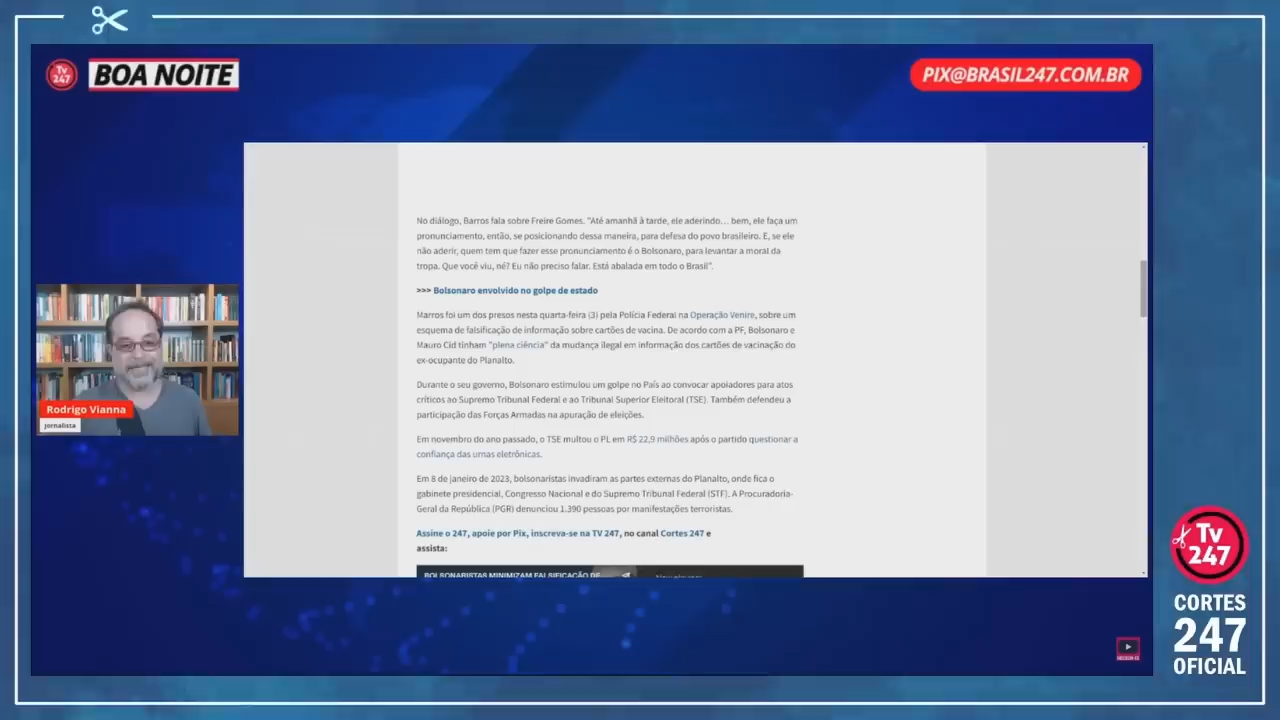 Tv
247
BOA NOITE
PIX@BRASIL247.COM.BR
No diálogo, Barros fala sobre Freire Gomes. "Até amanhã à tarde, ele aderindo... bem, ele faça um
pronunciamento, então, se posicionando dessa maneira, para defesa do povo brasileiro. E, se ele
não aderir, quem tem que fazer esse pronunciamento é o Bolsonaro, para levantar a moral da
tropa. Que você viu, né? Eu não preciso falar. Está abalada em todo o Brasil".
>>> Bolsonaro envolvido no golpe de estado
Marros foi um dos presos nesta quarta-feira (3) pela Polícia Federal na Operação Venire, sobre um
esquema de falsificação de informação sobre cartões de vacina. De acordo com a PF, Bolsonaro e
Mauro Cid tinham "plena ciência" da mudança ilegal em informação dos cartões de vacinação do
ex-ocupante do Planalto.
Durante o seu governo, Bolsonaro estimulou um golpe no País ao convocar apoiadores para atos
críticos ao Supremo Tribunal Federal e ao Tribunal Superior Eleitoral (TSE). Também defendeu a
participação das Forças Armadas na apuração de eleições.
Em novembro do ano passado, o TSE multou o PL em R$ 22,9 milhões após o partido questionar a
confiança das urnas eletrônicas.
Em 8 de janeiro de 2023, bolsonaristas invadiram as partes externas do Planalto, onde fica o
gabinete presidencial, Congresso Nacional e do Supremo Tribunal Federal (STF). A Procuradoria-
Geral da República (PGR) denunciou 1.390 pessoas por manifestações terroristas.
Assine o 247, apoie por Pix, inscreva-se na TV 247, no canal Cortes 247 e
assista:
BOLSONARISTAS MINIMIZAM FALSIFICAÇÃO DE
Rodrigo Vianna
jornalista
Tv
247
CORTES
247
OFICIAL